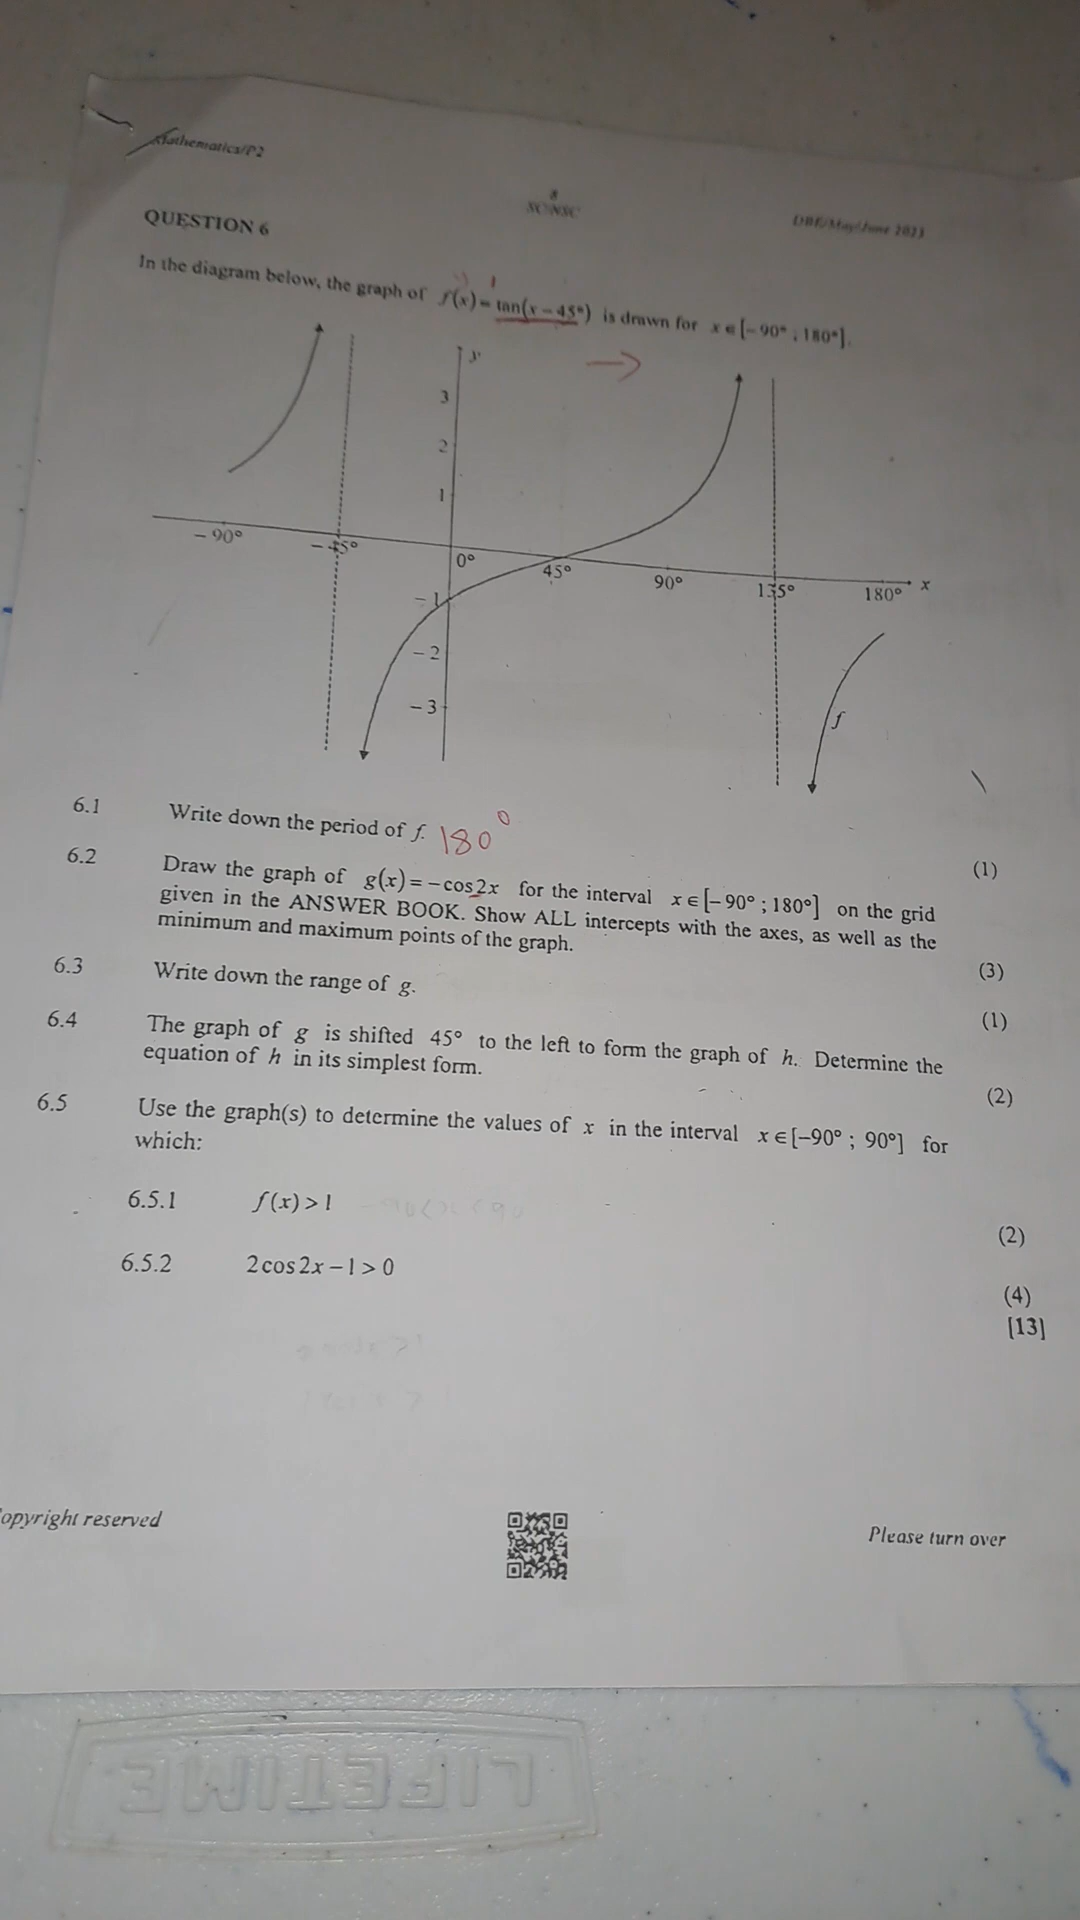 Mathematics/P2
8
SC/NSC
DBE/May/June 2023
QUESTION 6
In the diagram below, the graph of f(x) = tan(x – 45°) is drawn for x ∈ [– 90° ; 180°].
y
3
2
1
– 90°
– 45°
0°
45°
90°
135°
180°
x
– 1
– 2
– 3
f
6.1 Write down the period of f. 180° (1)
6.2 Draw the graph of g(x) = – cos 2x for the interval x ∈ [– 90° ; 180°] on the grid
given in the ANSWER BOOK. Show ALL intercepts with the axes, as well as the
minimum and maximum points of the graph. (3)
6.3 Write down the range of g. (1)
6.4 The graph of g is shifted 45° to the left to form the graph of h. Determine the
equation of h in its simplest form. (2)
6.5 Use the graph(s) to determine the values of x in the interval x ∈ [–90° ; 90°] for
which:
6.5.1 f(x) > 1 (2)
6.5.2 2 cos 2x – 1 > 0 (4)
[13]
opyright reserved
Please turn over
LIFETIME